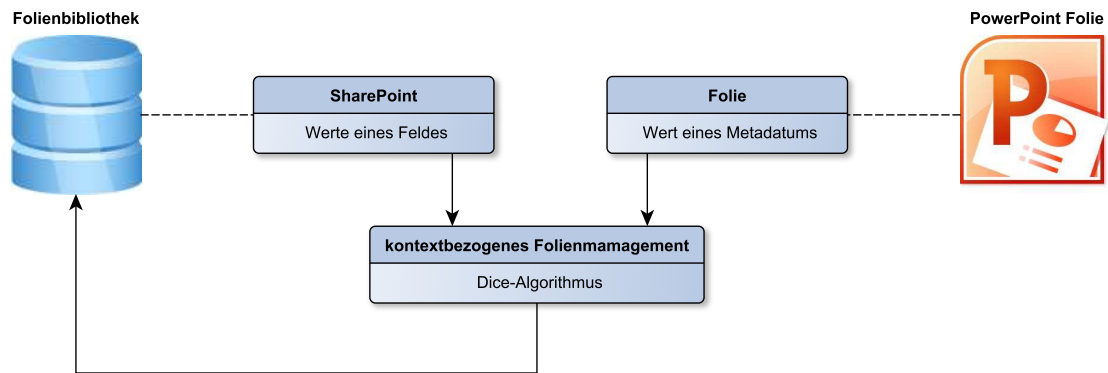 Folienbibliothek
PowerPoint Folie
SharePoint
Werte eines Feldes
Folie
Wert eines Metadatums
kontextbezogenes Folienmamagement
Dice-Algorithmus